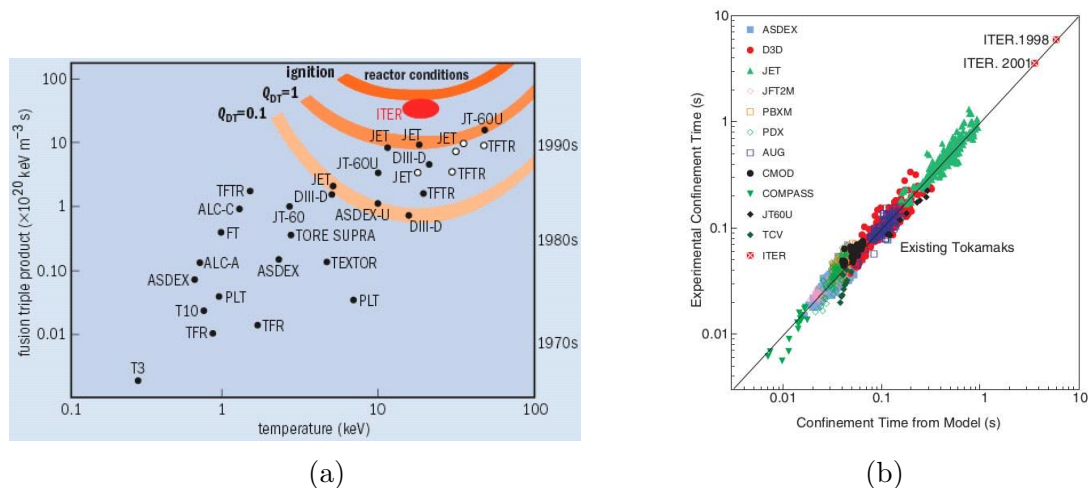 100
10
1
0.10
0.01
fusion triple product (×10²⁰ keV m⁻³ s)
ignition
reactor conditions
Q_DT=1
Q_DT=0.1
ITER
JT-60U
JET
JET
JET
TFTR
DIII-D
JT-60U
JET
TFTR
JET
TFTR
TFTR
DIII-D
ALC-C
JT-60
ASDEX-U
DIII-D
FT
TORE SUPRA
ALC-A
ASDEX
TEXTOR
ASDEX
PLT
PLT
T10
TFR
TFR
T3
1990s
1980s
1970s
0.1
1
10
100
temperature (keV)
(a)
10
1
0.1
0.01
Experimental Confinement Time (s)
ASDEX
D3D
JET
JFT2M
PBXM
PDX
AUG
CMOD
COMPASS
JT60U
TCV
ITER
ITER.1998
ITER. 2001
Existing Tokamaks
0.01
0.1
1
10
Confinement Time from Model (s)
(b)